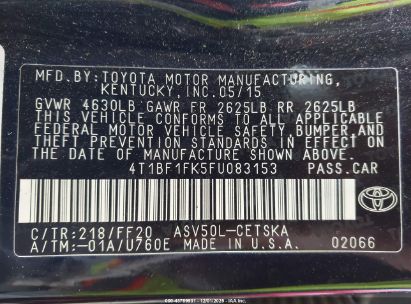 MFD. BY: TOYOTA MOTOR MANUFACTURING,
KENTUCKY, INC. 05/15
GVWR 4630LB GAWR FR 2625LB RR 2625LB
THIS VEHICLE CONFORMS TO ALL APPLICABLE
FEDERAL MOTOR VEHICLE SAFETY, BUMPER, AND
THEFT PREVENTION STANDARDS IN EFFECT ON
THE DATE OF MANUFACTURE SHOWN ABOVE.
4T1BF1FK5FU083153 PASS.CAR
C/TR:218/FF20 ASV50L-CETSKA
A/TM:-01A/U760E MADE IN U.S.A.
TOYOTA
02066